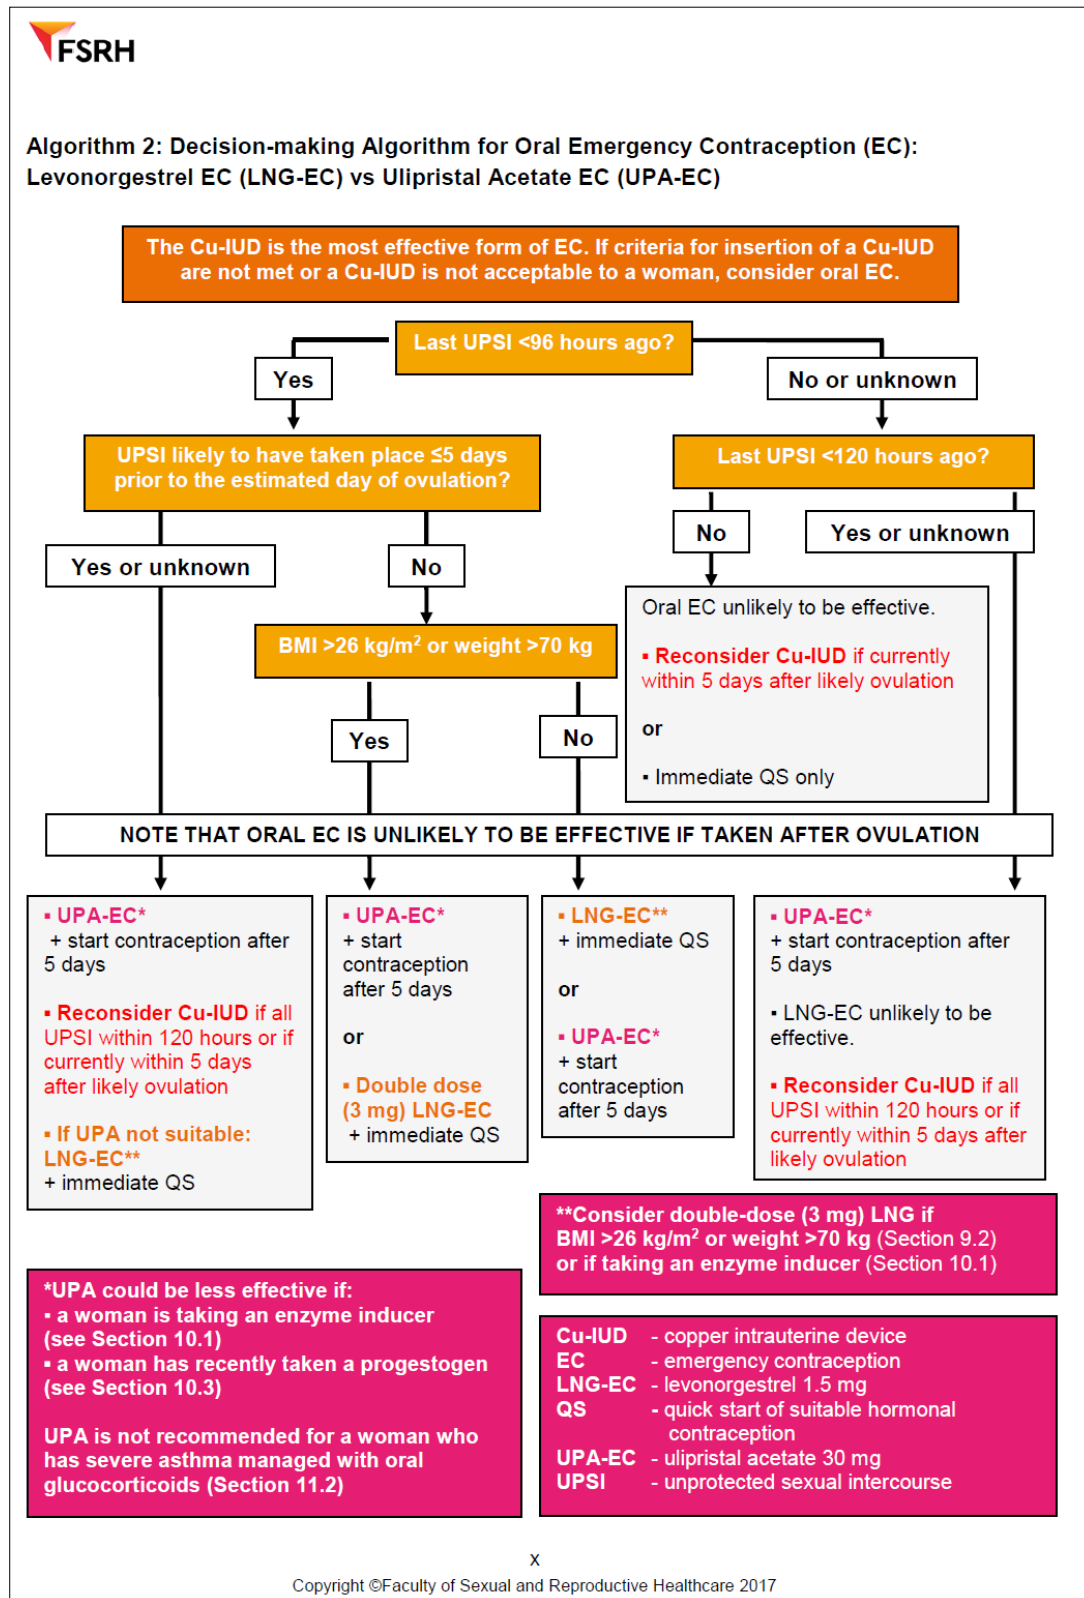 FSRH
Algorithm 2: Decision-making Algorithm for Oral Emergency Contraception (EC):
Levonorgestrel EC (LNG-EC) vs Ulipristal Acetate EC (UPA-EC)
The Cu-IUD is the most effective form of EC. If criteria for insertion of a Cu-IUD
are not met or a Cu-IUD is not acceptable to a woman, consider oral EC.
Last UPSI <96 hours ago?
Yes
No or unknown
UPSI likely to have taken place ≤5 days
prior to the estimated day of ovulation?
Last UPSI <120 hours ago?
Yes or unknown
No
No
Yes or unknown
BMI >26 kg/m² or weight >70 kg
Yes
No
Oral EC unlikely to be effective.
▪ Reconsider Cu-IUD if currently
within 5 days after likely ovulation
or
▪ Immediate QS only
NOTE THAT ORAL EC IS UNLIKELY TO BE EFFECTIVE IF TAKEN AFTER OVULATION
▪ UPA-EC*
+ start contraception after
5 days
▪ Reconsider Cu-IUD if all
UPSI within 120 hours or if
currently within 5 days
after likely ovulation
▪ If UPA not suitable:
LNG-EC**
+ immediate QS
▪ UPA-EC*
+ start
contraception
after 5 days
or
▪ Double dose
(3 mg) LNG-EC
+ immediate QS
▪ LNG-EC**
+ immediate QS
or
▪ UPA-EC*
+ start
contraception
after 5 days
▪ UPA-EC*
+ start contraception after
5 days
▪ LNG-EC unlikely to be
effective.
▪ Reconsider Cu-IUD if all
UPSI within 120 hours or if
currently within 5 days after
likely ovulation
**Consider double-dose (3 mg) LNG if
BMI >26 kg/m² or weight >70 kg (Section 9.2)
or if taking an enzyme inducer (Section 10.1)
*UPA could be less effective if:
▪ a woman is taking an enzyme inducer
(see Section 10.1)
▪ a woman has recently taken a progestogen
(see Section 10.3)
UPA is not recommended for a woman who
has severe asthma managed with oral
glucocorticoids (Section 11.2)
Cu-IUD - copper intrauterine device
EC - emergency contraception
LNG-EC - levonorgestrel 1.5 mg
QS - quick start of suitable hormonal
contraception
UPA-EC - ulipristal acetate 30 mg
UPSI - unprotected sexual intercourse
x
Copyright ©Faculty of Sexual and Reproductive Healthcare 2017